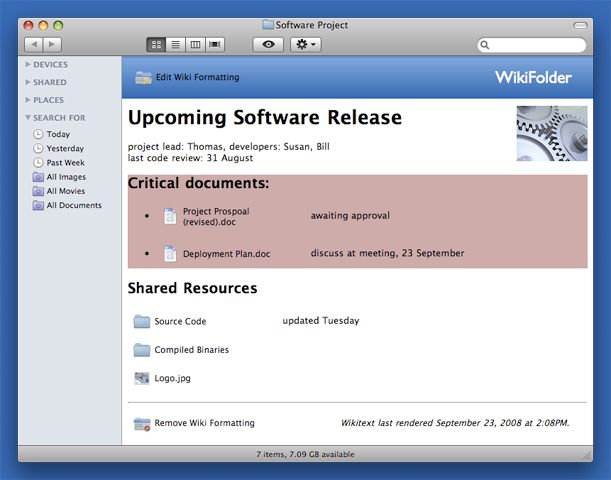 Software Project
DEVICES
SHARED
PLACES
SEARCH FOR
Today
Yesterday
Past Week
All Images
All Movies
All Documents
Edit Wiki Formatting
WikiFolder
Upcoming Software Release
project lead: Thomas, developers: Susan, Bill
last code review: 31 August
Critical documents:
Project Prospoal
(revised).doc
awaiting approval
Deployment Plan.doc
discuss at meeting, 23 September
Shared Resources
Source Code
updated Tuesday
Compiled Binaries
Logo.jpg
Remove Wiki Formatting
Wikitext last rendered September 23, 2008 at 2:08PM.
7 items, 7.09 GB available